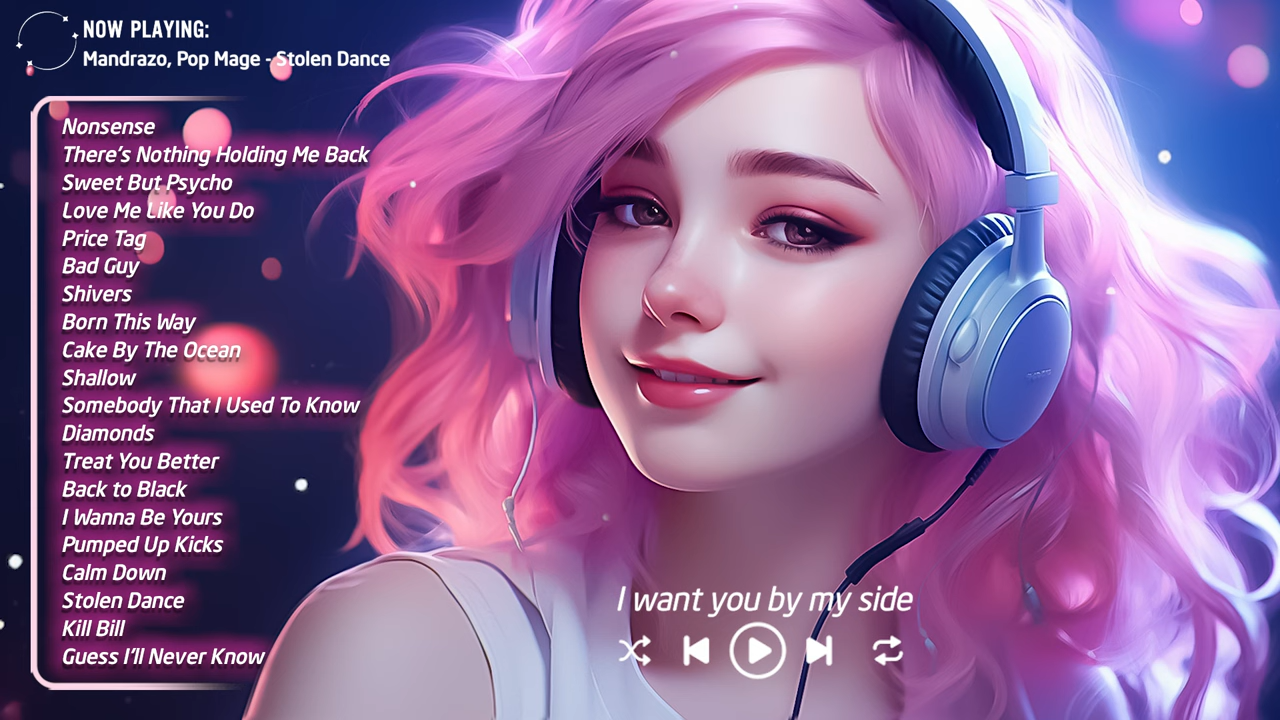 NOW PLAYING:
Mandrazo, Pop Mage - Stolen Dance
Nonsense
There's Nothing Holding Me Back
Sweet But Psycho
Love Me Like You Do
Price Tag
Bad Guy
Shivers
Born This Way
Cake By The Ocean
Shallow
Somebody That I Used To Know
Diamonds
Treat You Better
Back to Black
I Wanna Be Yours
Pumped Up Kicks
Calm Down
Stolen Dance
Kill Bill
Guess I'll Never Know
I want you by my side